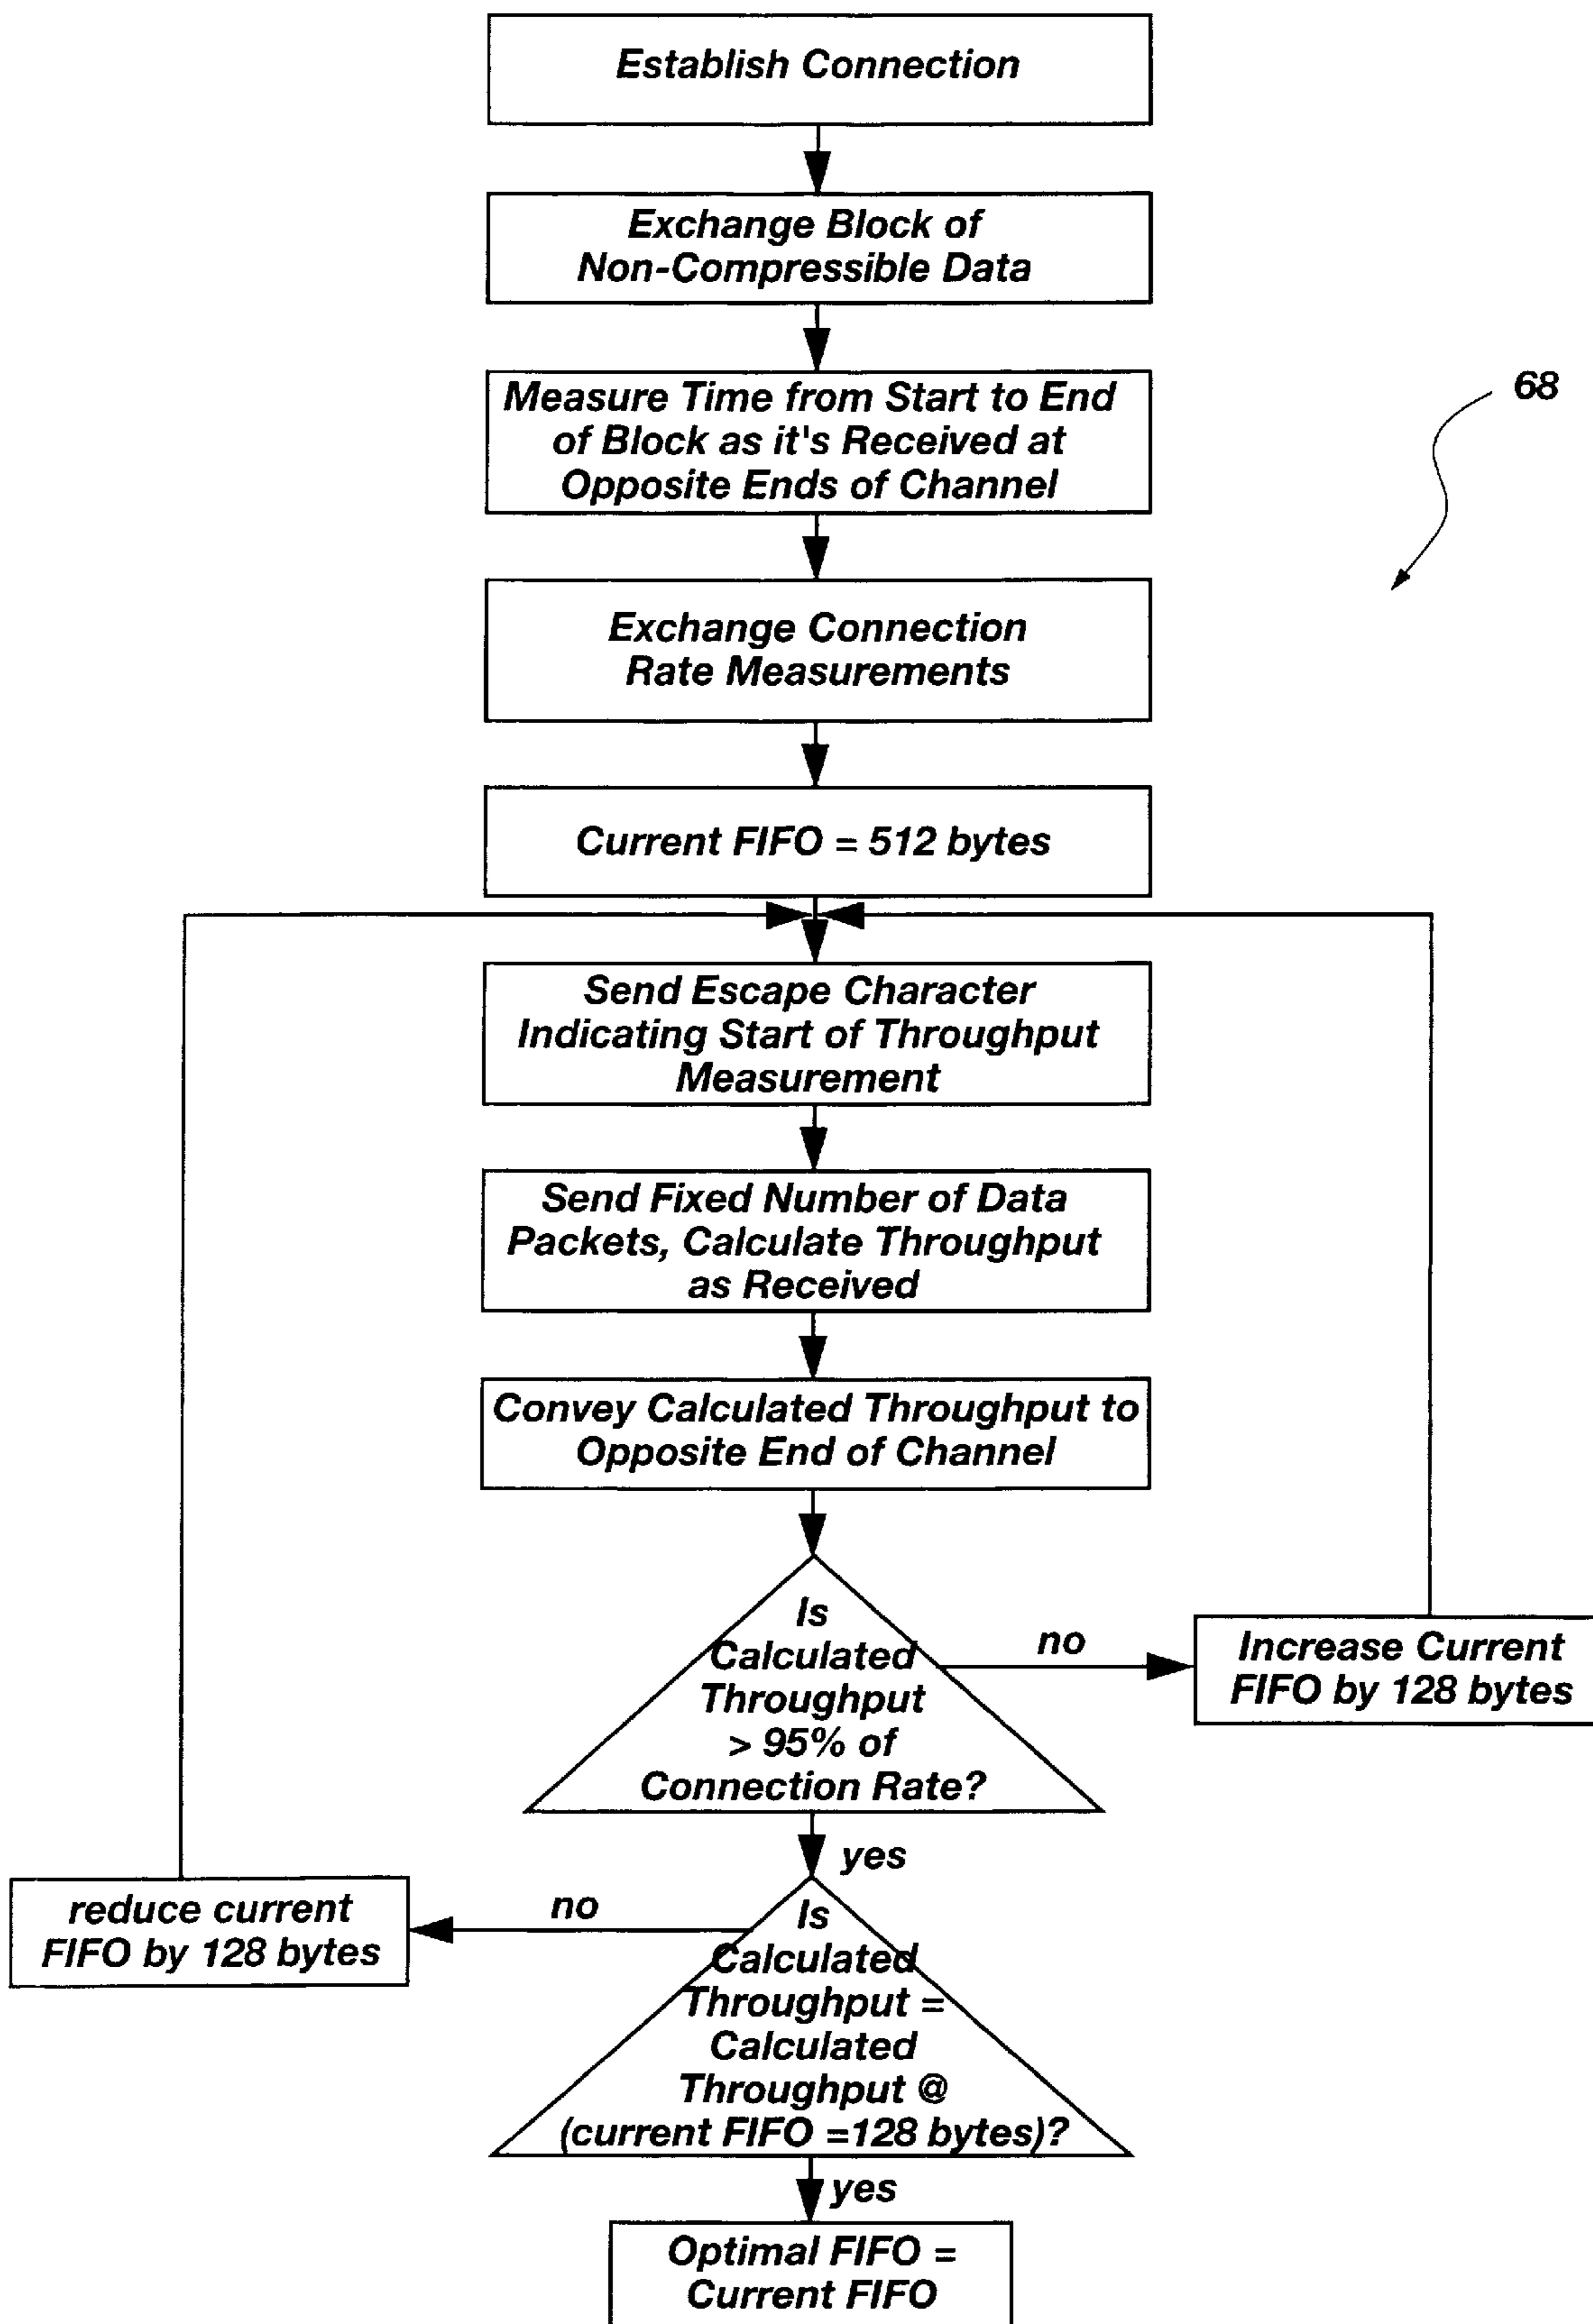 Establish Connection
Exchange Block of
Non-Compressible Data
Measure Time from Start to End
of Block as it's Received at
Opposite Ends of Channel
68
Exchange Connection
Rate Measurements
Current FIFO = 512 bytes
Send Escape Character
Indicating Start of Throughput
Measurement
Send Fixed Number of Data
Packets, Calculate Throughput
as Received
Convey Calculated Throughput to
Opposite End of Channel
Is
Calculated
Throughput
> 95% of
Connection Rate?
no
Increase Current
FIFO by 128 bytes
yes
Is
Calculated
Throughput =
Calculated
Throughput @
(current FIFO =128 bytes)?
no
reduce current
FIFO by 128 bytes
yes
Optimal FIFO =
Current FIFO